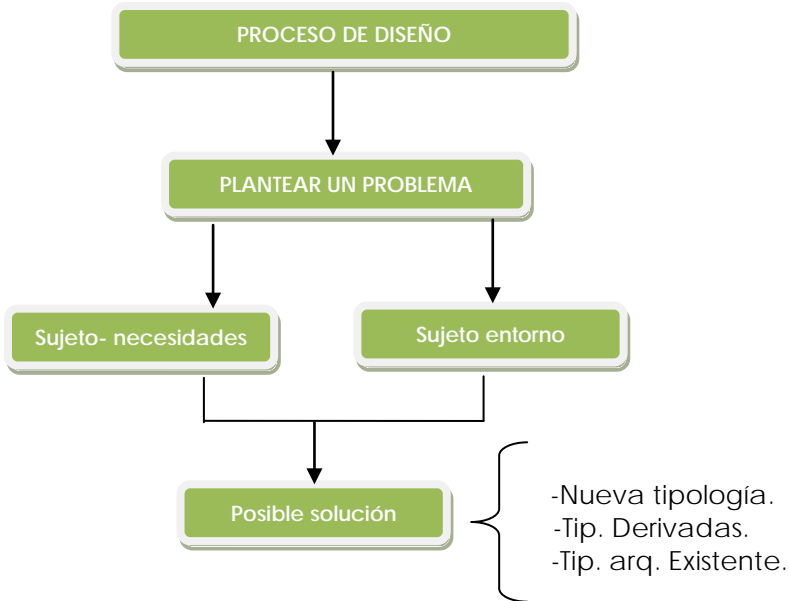 PROCESO DE DISEÑO
PLANTEAR UN PROBLEMA
Sujeto- necesidades
Sujeto entorno
Posible solución
-Nueva tipología.
-Tip. Derivadas.
-Tip. arq. Existente.